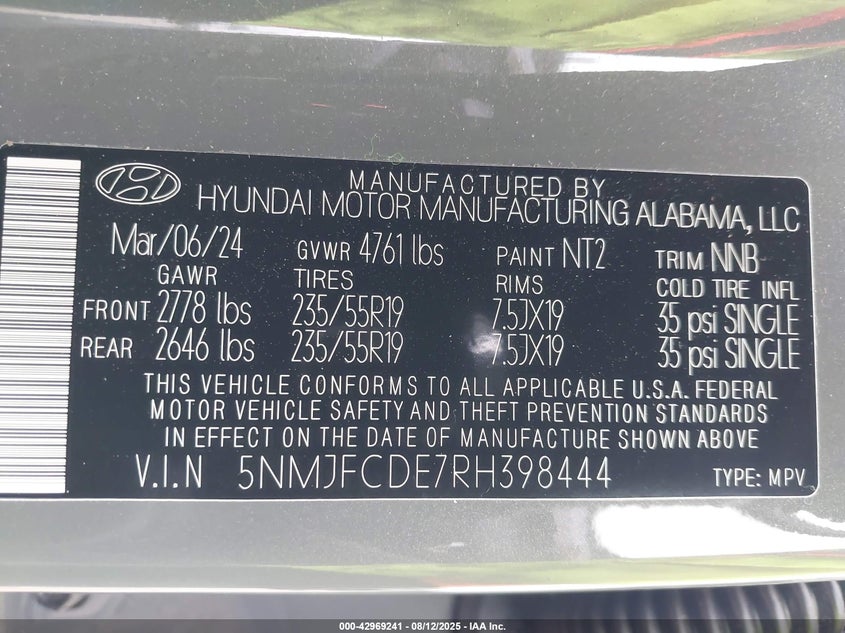 MANUFACTURED BY
HYUNDAI MOTOR MANUFACTURING ALABAMA, LLC
Mar/06/24 GVWR 4761 lbs PAINT NT2 TRIM NNB
GAWR TIRES RIMS COLD TIRE INFL
FRONT 2778 lbs 235/55R19 7.5JX19 35 psi SINGLE
REAR 2646 lbs 235/55R19 7.5JX19 35 psi SINGLE
THIS VEHICLE CONFORMS TO ALL APPLICABLE U.S.A. FEDERAL
MOTOR VEHICLE SAFETY AND THEFT PREVENTION STANDARDS
IN EFFECT ON THE DATE OF MANUFACTURE SHOWN ABOVE
V.I.N 5NMJFCDE7RH398444 TYPE: MPV
000-42969241 - 08/12/2025 - IAA Inc.